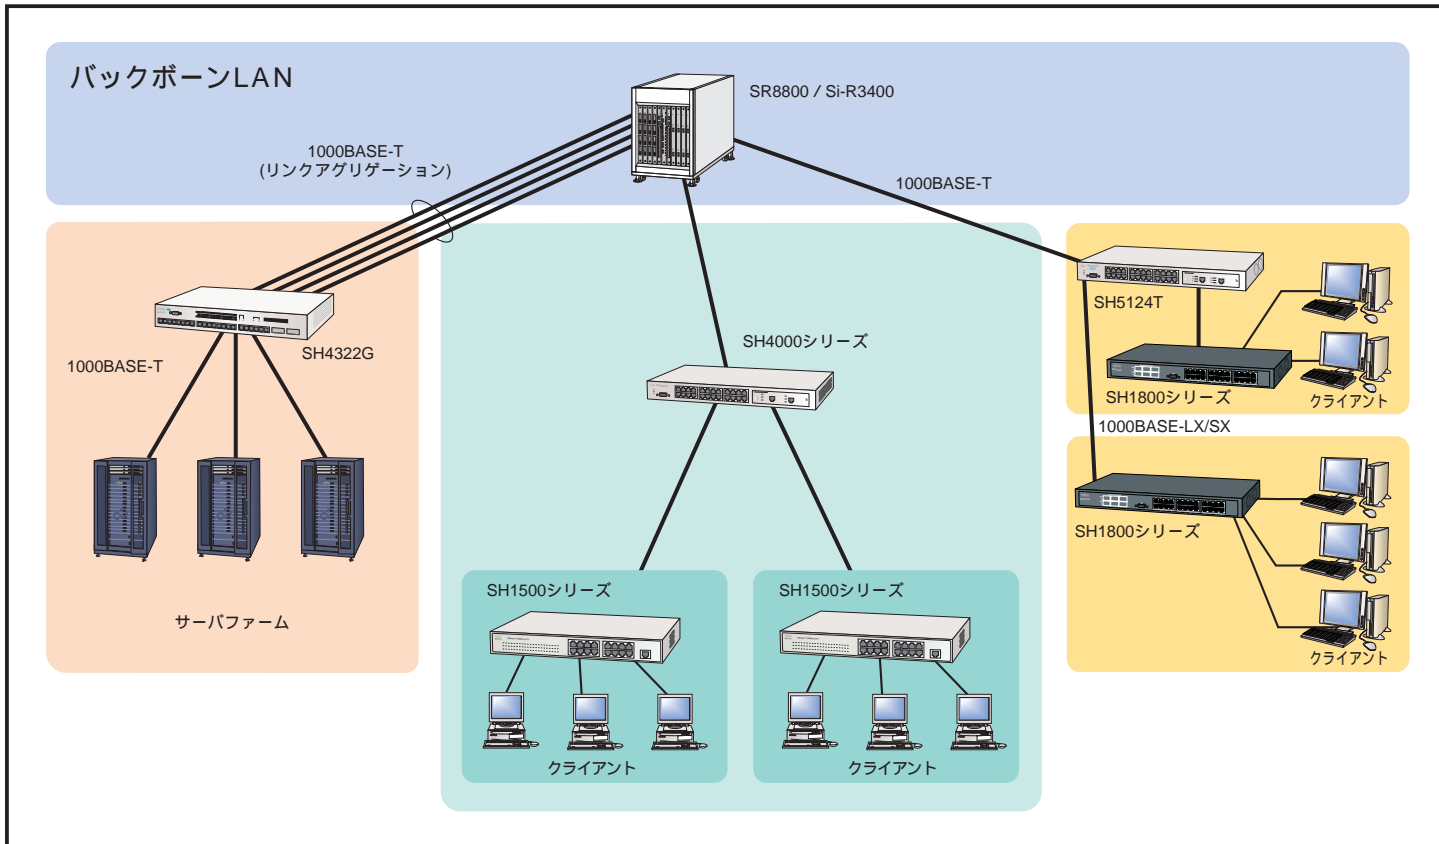 バックボーンLAN
SR8800 / Si-R3400
1000BASE-T
(リンクアグリゲーション)
1000BASE-T
SH4322G
1000BASE-T
サーバファーム
SH4000シリーズ
SH1500シリーズ
クライアント
SH1500シリーズ
クライアント
SH5124T
SH1800シリーズ
クライアント
1000BASE-LX/SX
SH1800シリーズ
クライアント